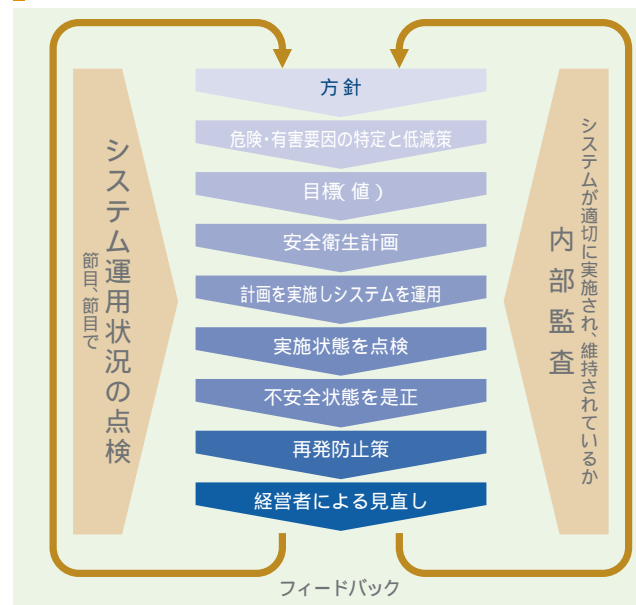 方針
危険・有害要因の特定と低減策
目標(値)
安全衛生計画
計画を実施しシステムを運用
実施状態を点検
不安全状態を是正
再発防止策
経営者による見直し
システム運用状況の点検
節目、節目で
システムが適切に実施され、維持されているか
内部監査
フィードバック